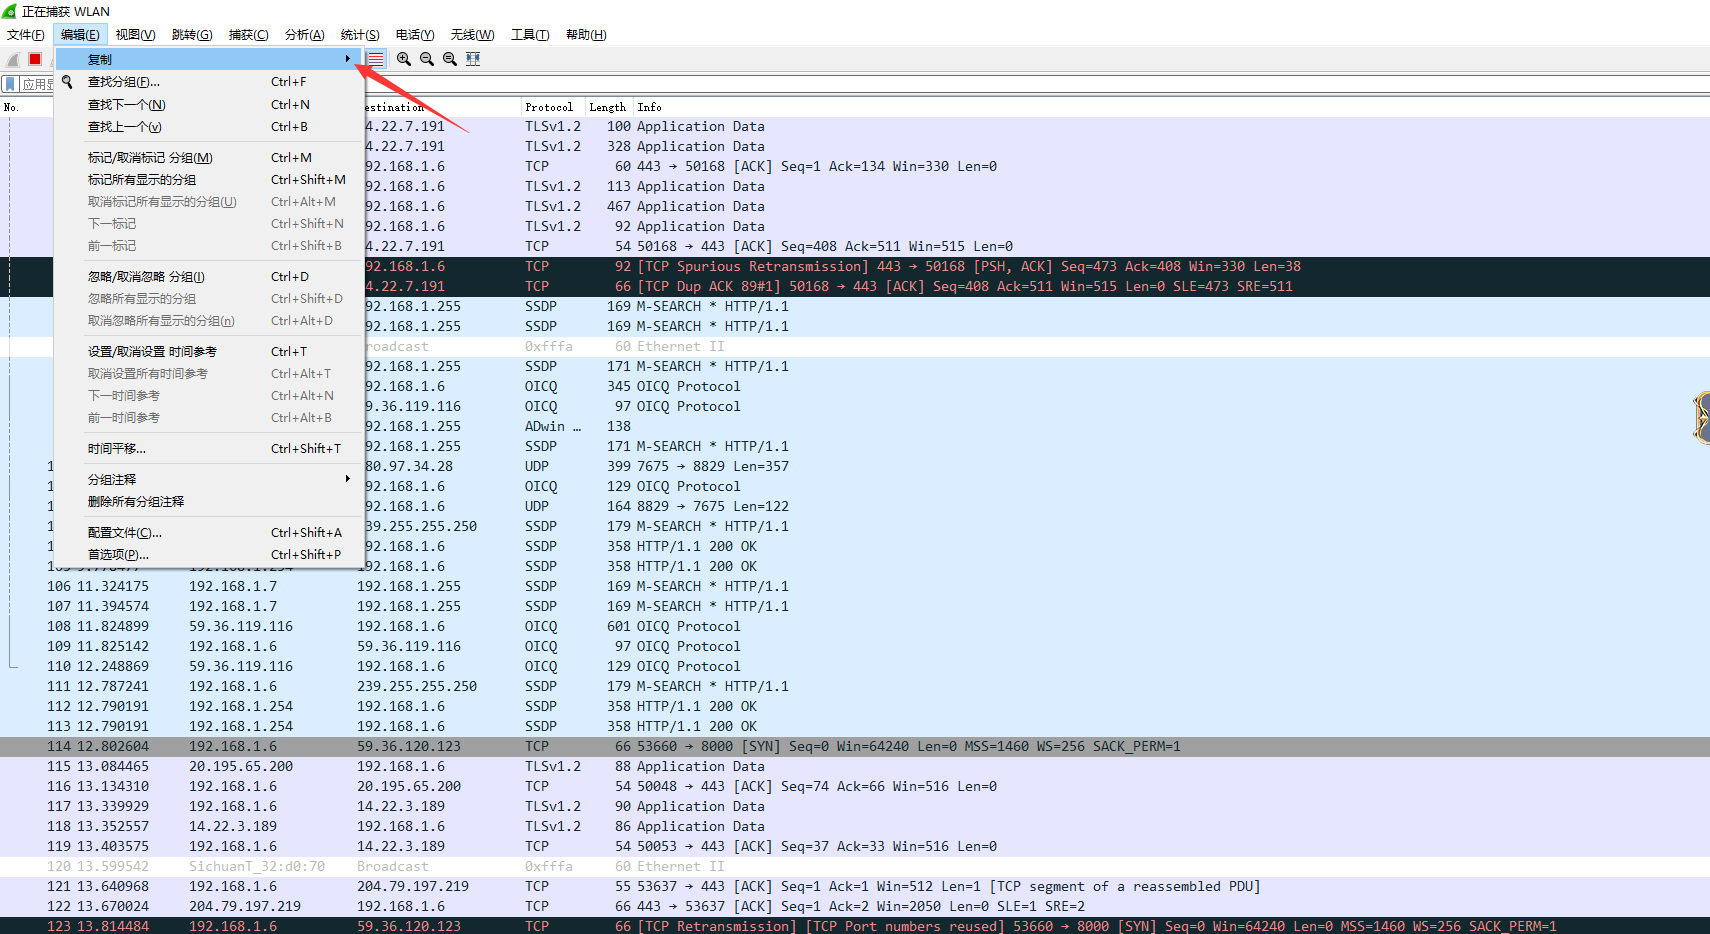 正在捕获 WLAN
文件(F) 编辑(E) 视图(V) 跳转(G) 捕获(C) 分析(A) 统计(S) 电话(Y) 无线(W) 工具(T) 帮助(H)
复制
应用显
查找分组(F)... Ctrl+F
查找下一个(N) Ctrl+N
查找上一个(v) Ctrl+B
标记/取消标记 分组(M) Ctrl+M
标记所有显示的分组 Ctrl+Shift+M
取消标记所有显示的分组(U) Ctrl+Alt+M
下一标记 Ctrl+Shift+N
前一标记 Ctrl+Shift+B
忽略/取消忽略 分组(I) Ctrl+D
忽略所有显示的分组 Ctrl+Shift+D
取消忽略所有显示的分组(n) Ctrl+Alt+D
设置/取消设置 时间参考 Ctrl+T
取消设置所有时间参考 Ctrl+Alt+T
下一时间参考 Ctrl+Alt+N
前一时间参考 Ctrl+Alt+B
时间平移... Ctrl+Shift+T
分组注释
删除所有分组注释
配置文件(C)... Ctrl+Shift+A
首选项(P)... Ctrl+Shift+P
No. estination Protocol Length Info
4.22.7.191 TLSv1.2 100 Application Data
4.22.7.191 TLSv1.2 328 Application Data
92.168.1.6 TCP 60 443 → 50168 [ACK] Seq=1 Ack=134 Win=330 Len=0
92.168.1.6 TLSv1.2 113 Application Data
92.168.1.6 TLSv1.2 467 Application Data
92.168.1.6 TLSv1.2 92 Application Data
4.22.7.191 TCP 54 50168 → 443 [ACK] Seq=408 Ack=511 Win=515 Len=0
92.168.1.6 TCP 92 [TCP Spurious Retransmission] 443 → 50168 [PSH, ACK] Seq=473 Ack=408 Win=330 Len=38
4.22.7.191 TCP 66 [TCP Dup ACK 89#1] 50168 → 443 [ACK] Seq=408 Ack=511 Win=515 Len=0 SLE=473 SRE=511
92.168.1.255 SSDP 169 M-SEARCH * HTTP/1.1
92.168.1.255 SSDP 169 M-SEARCH * HTTP/1.1
roadcast 0xfffa 60 Ethernet II
92.168.1.255 SSDP 171 M-SEARCH * HTTP/1.1
92.168.1.6 OICQ 345 OICQ Protocol
9.36.119.116 OICQ 97 OICQ Protocol
92.168.1.255 ADwin … 138
92.168.1.255 SSDP 171 M-SEARCH * HTTP/1.1
1 80.97.34.28 UDP 399 7675 → 8829 Len=357
1 92.168.1.6 OICQ 129 OICQ Protocol
1 92.168.1.6 UDP 164 8829 → 7675 Len=122
1 39.255.255.250 SSDP 179 M-SEARCH * HTTP/1.1
1 92.168.1.6 SSDP 358 HTTP/1.1 200 OK
92.168.1.6 SSDP 358 HTTP/1.1 200 OK
106 11.324175 192.168.1.7 192.168.1.255 SSDP 169 M-SEARCH * HTTP/1.1
107 11.394574 192.168.1.7 192.168.1.255 SSDP 169 M-SEARCH * HTTP/1.1
108 11.824899 59.36.119.116 192.168.1.6 OICQ 601 OICQ Protocol
109 11.825142 192.168.1.6 59.36.119.116 OICQ 97 OICQ Protocol
110 12.248869 59.36.119.116 192.168.1.6 OICQ 129 OICQ Protocol
111 12.787241 192.168.1.6 239.255.255.250 SSDP 179 M-SEARCH * HTTP/1.1
112 12.790191 192.168.1.254 192.168.1.6 SSDP 358 HTTP/1.1 200 OK
113 12.790191 192.168.1.254 192.168.1.6 SSDP 358 HTTP/1.1 200 OK
114 12.802604 192.168.1.6 59.36.120.123 TCP 66 53660 → 8000 [SYN] Seq=0 Win=64240 Len=0 MSS=1460 WS=256 SACK_PERM=1
115 13.084465 20.195.65.200 192.168.1.6 TLSv1.2 88 Application Data
116 13.134310 192.168.1.6 20.195.65.200 TCP 54 50048 → 443 [ACK] Seq=74 Ack=66 Win=516 Len=0
117 13.339929 192.168.1.6 14.22.3.189 TLSv1.2 90 Application Data
118 13.352557 14.22.3.189 192.168.1.6 TLSv1.2 86 Application Data
119 13.403575 192.168.1.6 14.22.3.189 TCP 54 50053 → 443 [ACK] Seq=37 Ack=33 Win=516 Len=0
120 13.599542 SichuanT_32:d0:70 Broadcast 0xfffa 60 Ethernet II
121 13.640968 192.168.1.6 204.79.197.219 TCP 55 53637 → 443 [ACK] Seq=1 Ack=1 Win=512 Len=1 [TCP segment of a reassembled PDU]
122 13.670024 204.79.197.219 192.168.1.6 TCP 66 443 → 53637 [ACK] Seq=1 Ack=2 Win=2050 Len=0 SLE=1 SRE=2
123 13.814484 192.168.1.6 59.36.120.123 TCP 66 [TCP Retransmission] [TCP Port numbers reused] 53660 → 8000 [SYN] Seq=0 Win=64240 Len=0 MSS=1460 WS=256 SACK_PERM=1